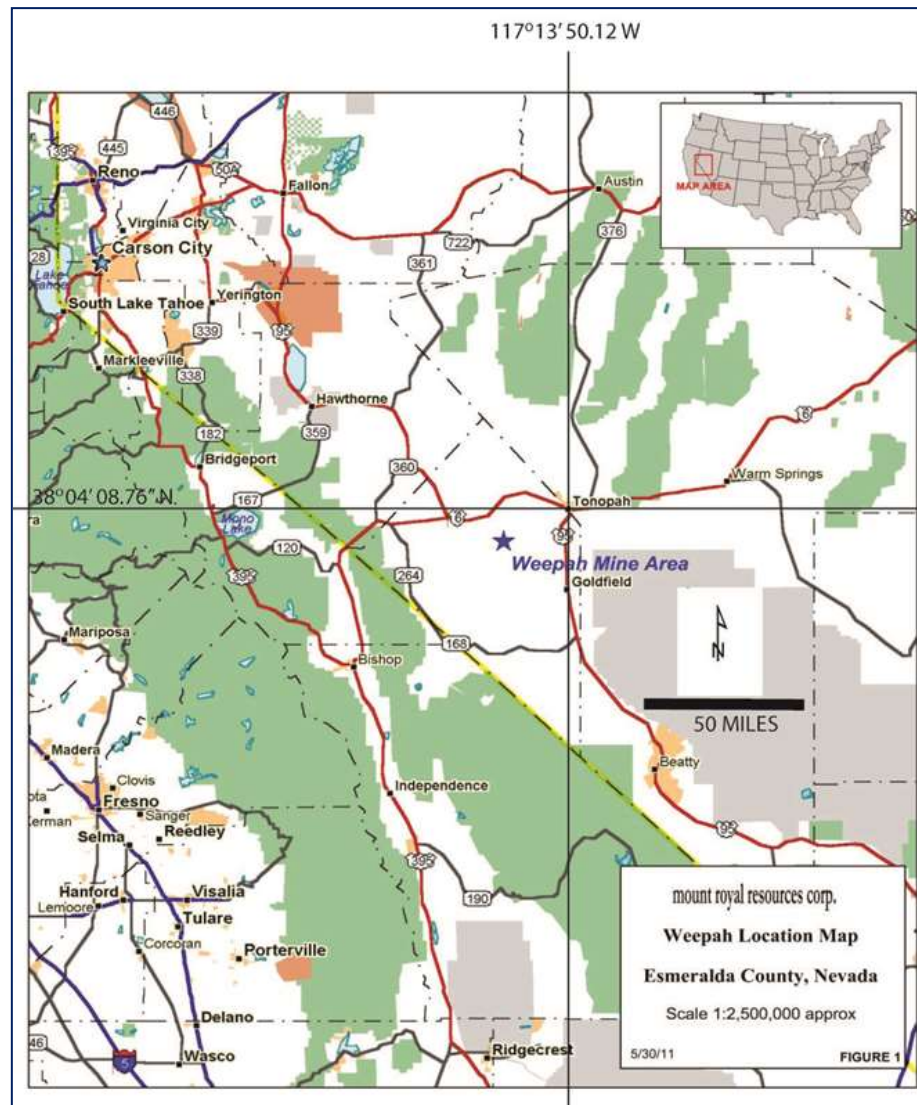 117º13’50.12 W
446
395
445
50A
Reno
Fallon
Austin
MAP AREA
Virginia City
376
722
361
28
Carson City
Lake
Tahoe
South Lake Tahoe
Yerington
339
95
Markleeville
338
Hawthorne
359
182
6
Bridgeport
360
Warm Springs
38º04’08.76”N.
167
Tonopah
Mono
Lake
6
95
120
Weepah Mine Area
395
264
Goldfield
Mariposa
168
N
Bishop
50 MILES
Madera
Beatty
Clovis
Independence
Fresno
Sanger
Kerman
Selma
Reedley
95
395
190
Hanford
Visalia
Lemoore
Tulare
Corcoran
Porterville
mount royal resources corp.
Weepah Location Map
Esmeralda County, Nevada
Scale 1:2,500,000 approx
Delano
46
5
Wasco
Ridgecrest
5/30/11
FIGURE 1